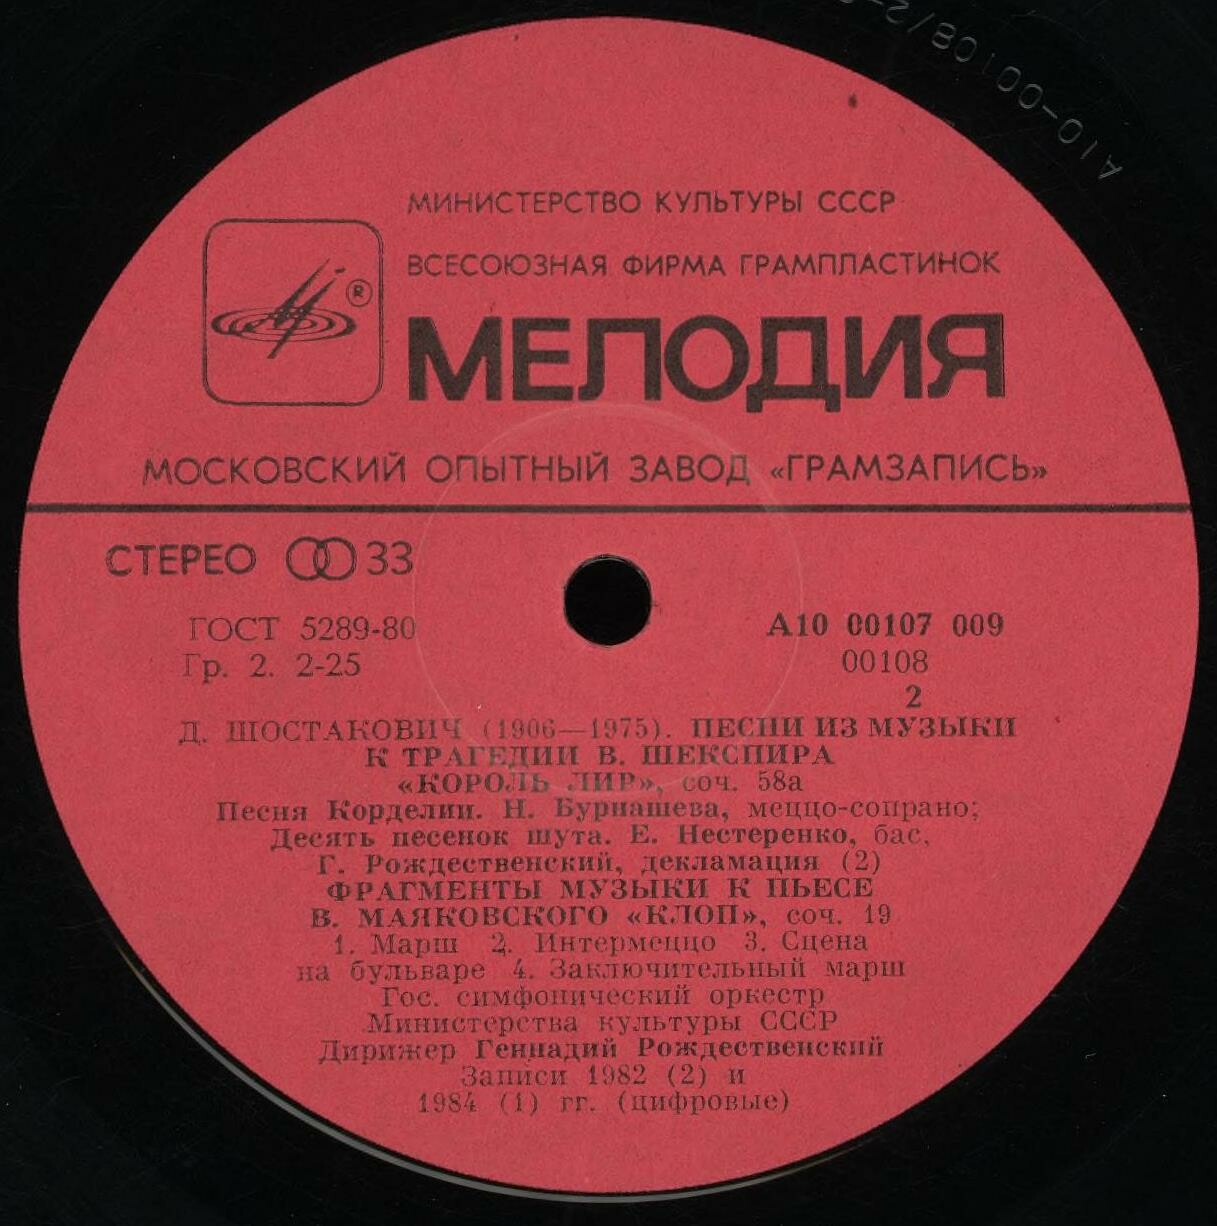 А10-00108/2-
МИНИСТЕРСТВО КУЛЬТУРЫ СССР
ВСЕСОЮЗНАЯ ФИРМА ГРАМПЛАСТИНОК
®
МЕЛОДИЯ
МОСКОВСКИЙ ОПЫТНЫЙ ЗАВОД «ГРАМЗАПИСЬ»
СТЕРЕО 33
ГОСТ 5289-80
Гр. 2. 2-25
А10 00107 009
00108
2
Д. ШОСТАКОВИЧ (1906—1975). ПЕСНИ ИЗ МУЗЫКИ
К ТРАГЕДИИ В. ШЕКСПИРА
«КОРОЛЬ ЛИР», соч. 58а
Песня Корделии. Н. Бурнашева, меццо-сопрано;
Десять песенок шута. Е. Нестеренко, бас,
Г. Рождественский, декламация (2)
ФРАГМЕНТЫ МУЗЫКИ К ПЬЕСЕ
В. МАЯКОВСКОГО «КЛОП», соч. 19
1. Марш 2. Интермеццо 3. Сцена
на бульваре 4. Заключительный марш
Гос. симфонический оркестр
Министерства культуры СССР
Дирижер Геннадий Рождественский
Записи 1982 (2) и
1984 (1) гг. (цифровые)